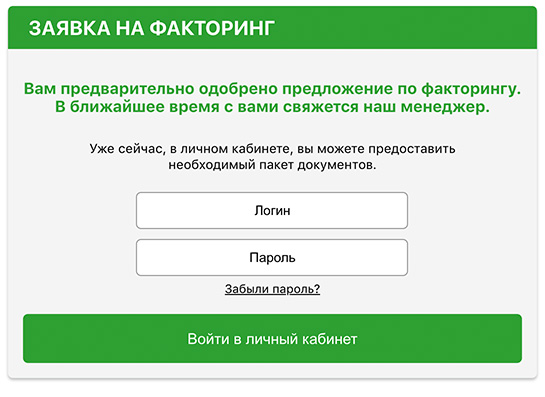 ЗАЯВКА НА ФАКТОРИНГ
Вам предварительно одобрено предложение по факторингу.
В ближайшее время с вами свяжется наш менеджер.
Уже сейчас, в личном кабинете, вы можете предоставить
необходимый пакет документов.
Логин
Пароль
Забыли пароль?
Войти в личный кабинет